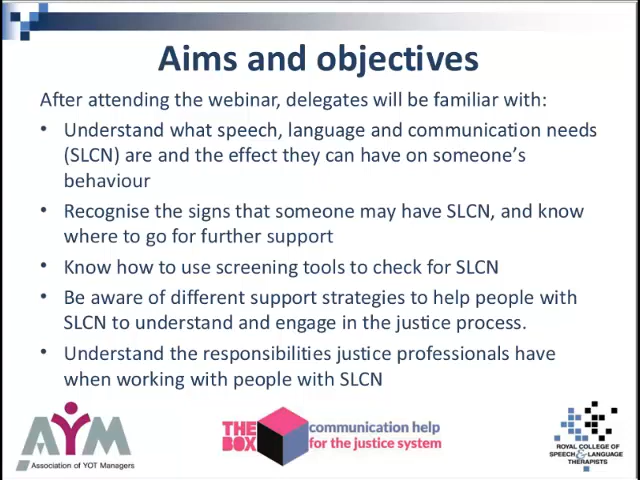 Aims and objectives
After attending the webinar, delegates will be familiar with:
• Understand what speech, language and communication needs
(SLCN) are and the effect they can have on someone's
behaviour
• Recognise the signs that someone may have SLCN, and know
where to go for further support
• Know how to use screening tools to check for SLCN
• Be aware of different support strategies to help people with
SLCN to understand and engage in the justice process.
• Understand the responsibilities justice professionals have
when working with people with SLCN
AYM
Association of YOT Managers
THE
BOX
communication help
for the justice system
ROYAL COLLEGE OF
SPEECH & LANGUAGE
THERAPISTS